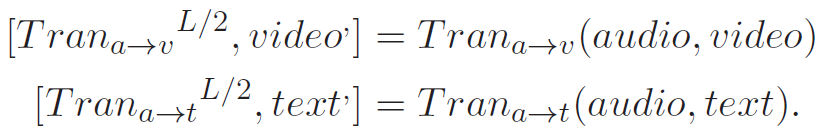 [Tran_{a→v}^{L/2}, video’] = Tran_{a→v}(audio, video)
[Tran_{a→t}^{L/2}, text’] = Tran_{a→t}(audio, text).